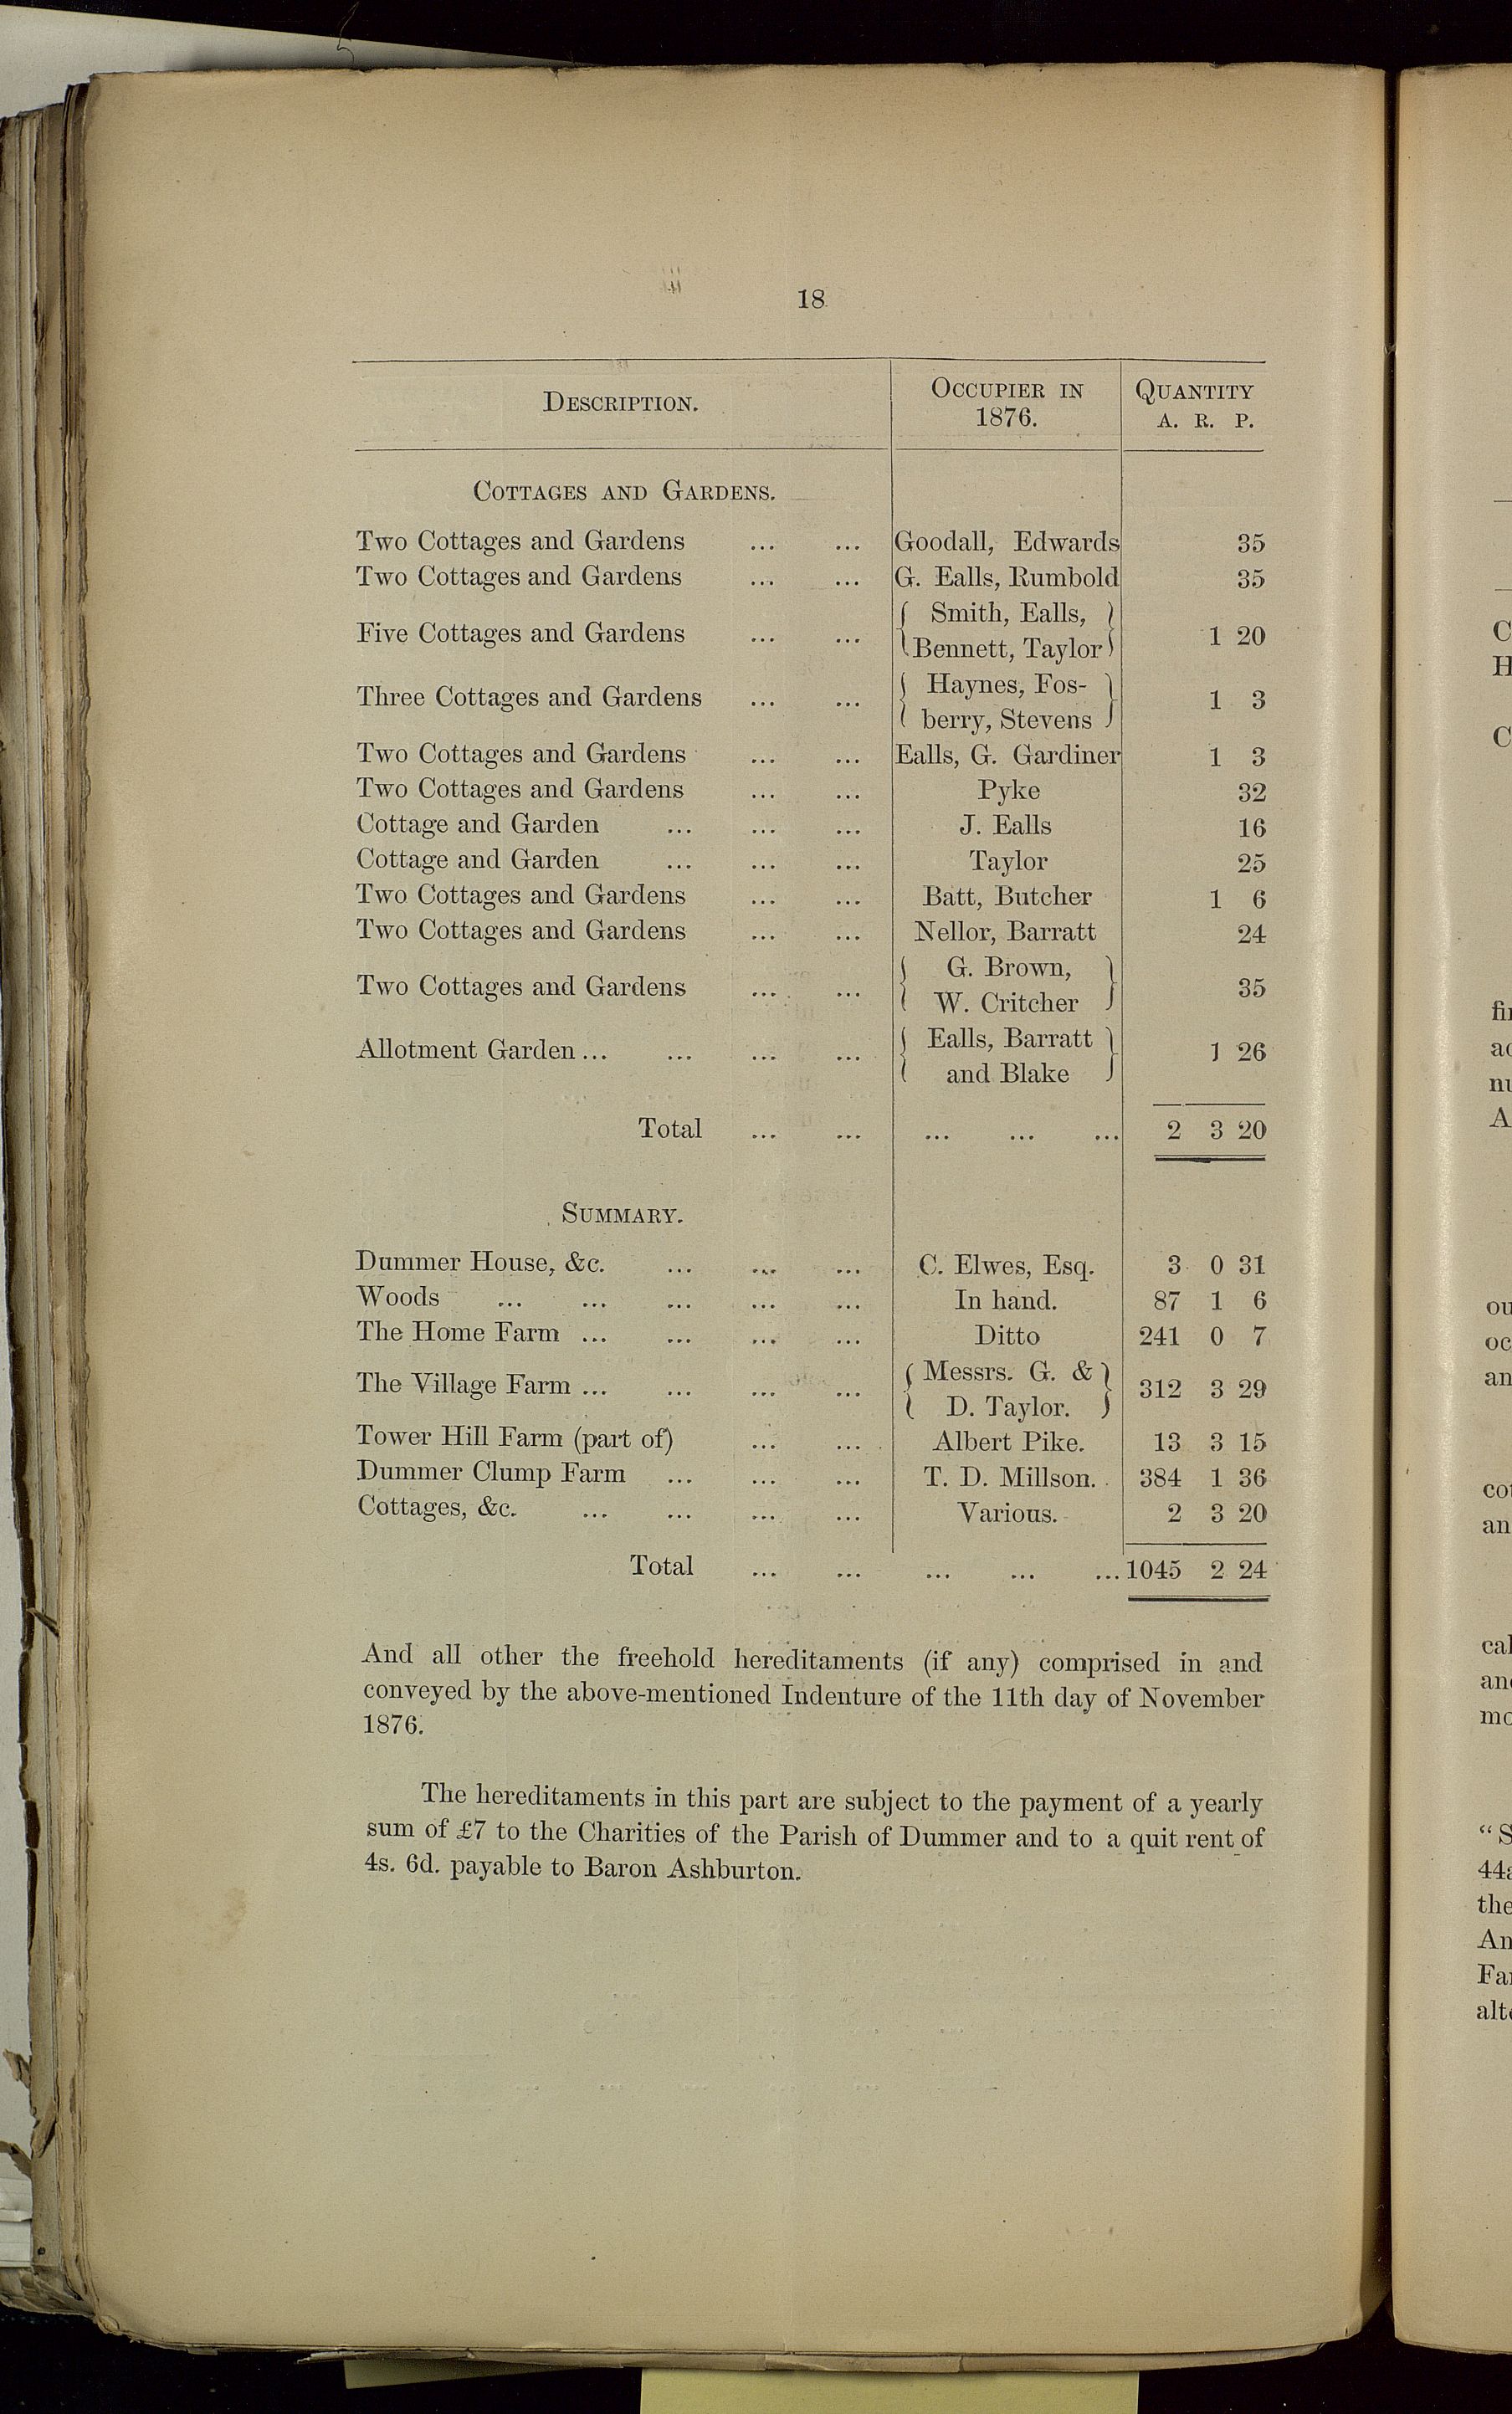 18
DESCRIPTION. OCCUPIER IN 1876. QUANTITY A. R. P.
COTTAGES AND GARDENS.
Two Cottages and Gardens ... ... Goodall, Edwards 35
Two Cottages and Gardens ... ... G. Ealls, Rumbold 35
Five Cottages and Gardens ... ... { Smith, Ealls, Bennett, Taylor } 1 20
Three Cottages and Gardens ... ... { Haynes, Fos-berry, Stevens } 1 3
Two Cottages and Gardens ... ... Ealls, G. Gardiner 1 3
Two Cottages and Gardens ... ... Pyke 32
Cottage and Garden ... ... ... J. Ealls 16
Cottage and Garden ... ... ... Taylor 25
Two Cottages and Gardens ... ... Batt, Butcher 1 6
Two Cottages and Gardens ... ... Nellor, Barratt 24
Two Cottages and Gardens ... ... { G. Brown, W. Critcher } 35
Allotment Garden ... ... ... ... { Ealls, Barratt and Blake } 1 26
Total ... ... ... ... ... 2 3 20
SUMMARY.
Dummer House, &c. ... ... ... C. Elwes, Esq. 3 0 31
Woods ... ... ... ... ... In hand. 87 1 6
The Home Farm ... ... ... ... Ditto 241 0 7
The Village Farm ... ... ... ... { Messrs. G. & D. Taylor. } 312 3 29
Tower Hill Farm (part of) ... ... Albert Pike. 13 3 15
Dummer Clump Farm ... ... ... T. D. Millson. 384 1 36
Cottages, &c. ... ... ... ... Various. 2 3 20
Total ... ... ... ... ... 1045 2 24
And all other the freehold hereditaments (if any) comprised in and
conveyed by the above-mentioned Indenture of the 11th day of November
1876.
The hereditaments in this part are subject to the payment of a yearly
sum of £7 to the Charities of the Parish of Dummer and to a quit rent of
4s. 6d. payable to Baron Ashburton.